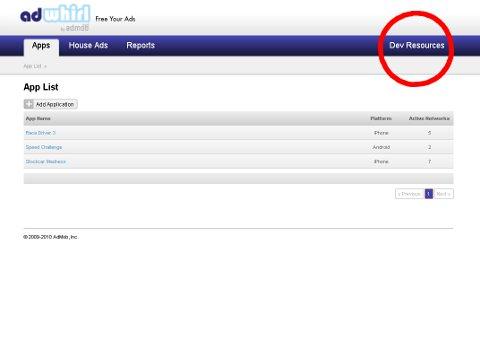 adwhirl Free Your Ads
by admob
Apps House Ads Reports Dev Resources
App List »
App List
Add Application
App Name Platform Active Networks
Race Driver 3 iPhone 5
Speed Challenge Android 2
Stockcar Madness iPhone 7
« Previous 1 Next »
© 2009-2010 AdMob, Inc.